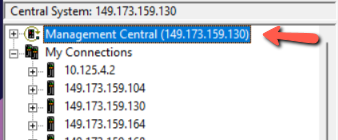 Central System: 149.173.159.130
Management Central (149.173.159.130)
My Connections
10.125.4.2
149.173.159.104
149.173.159.130
149.173.159.164